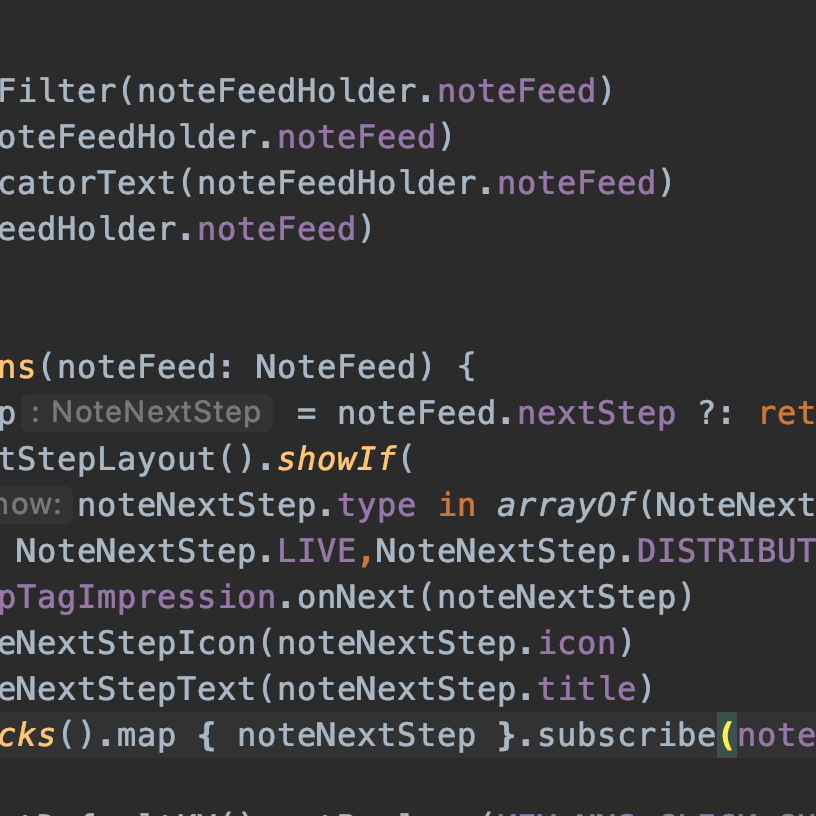 Filter(noteFeedHolder.noteFeed)
oteFeedHolder.noteFeed)
catorText(noteFeedHolder.noteFeed)
eedHolder.noteFeed)
ns(noteFeed: NoteFeed) {
p : NoteNextStep = noteFeed.nextStep ?: ret
tStepLayout().showIf(
how: noteNextStep.type in arrayOf(NoteNext
NoteNextStep.LIVE,NoteNextStep.DISTRIBUT
pTagImpression.onNext(noteNextStep)
eNextStepIcon(noteNextStep.icon)
eNextStepText(noteNextStep.title)
cks().map { noteNextStep }.subscribe(note